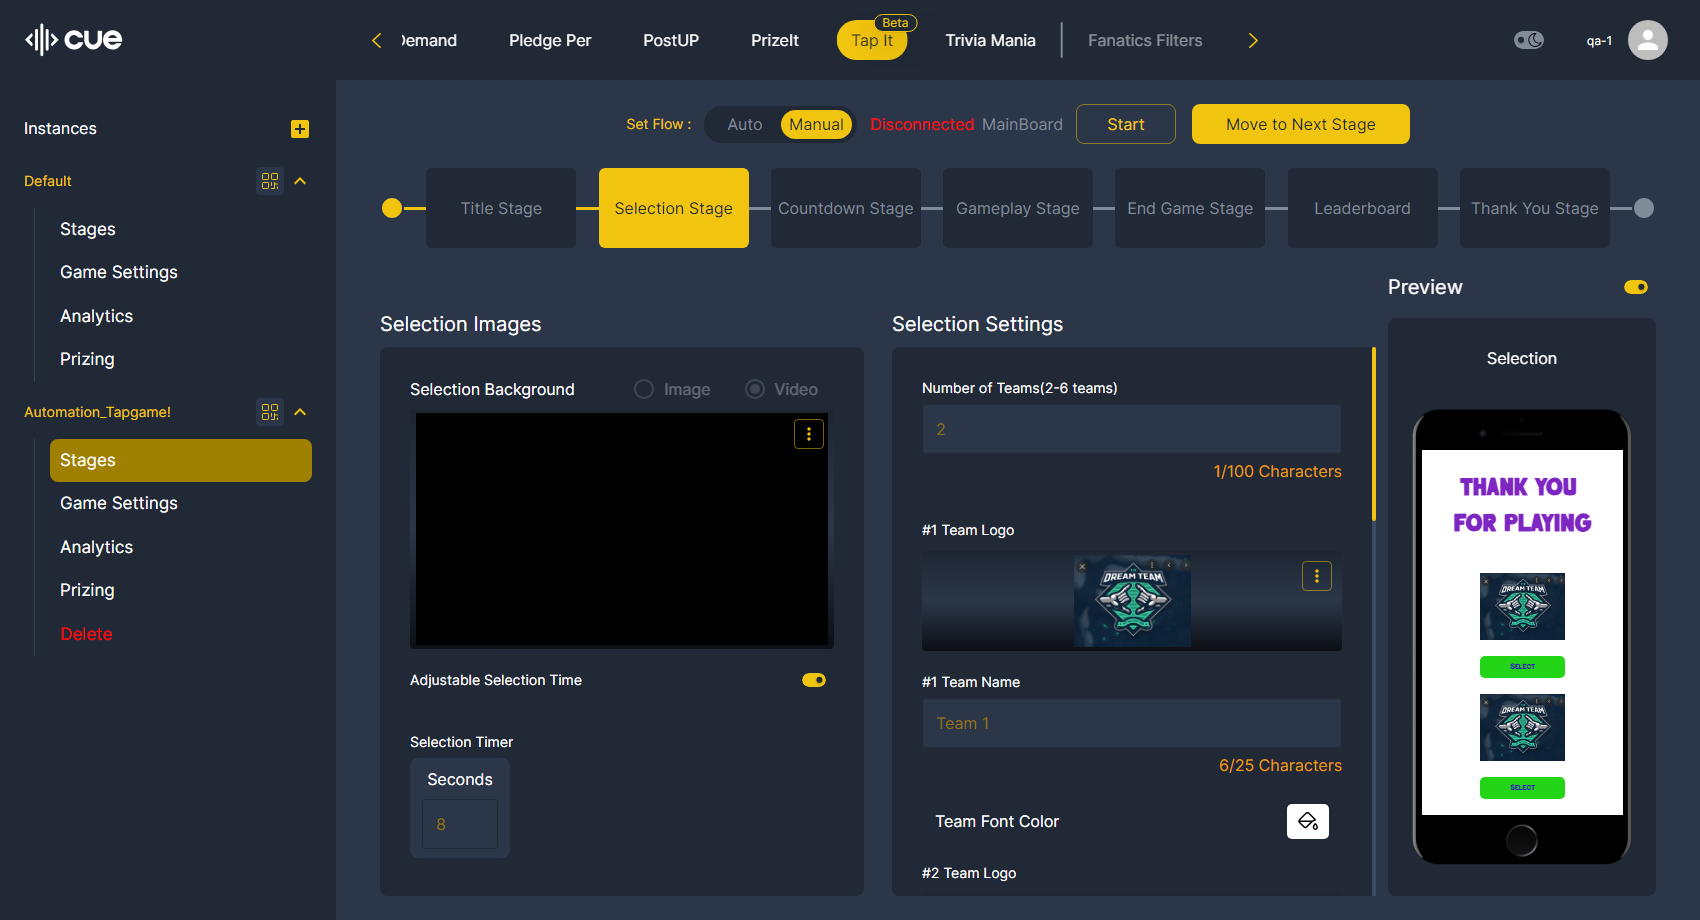 cue
Demand
Pledge Per
PostUP
PrizeIt
Tap It
Beta
Trivia Mania
Fanatics Filters
qa-1
Instances
Default
Stages
Game Settings
Analytics
Prizing
Automation_Tapgame!
Stages
Game Settings
Analytics
Prizing
Delete
Set Flow :
Auto
Manual
Disconnected MainBoard
Start
Move to Next Stage
Title Stage
Selection Stage
Countdown Stage
Gameplay Stage
End Game Stage
Leaderboard
Thank You Stage
Selection Images
Selection Background
Image
Video
Adjustable Selection Time
Selection Timer
Seconds
8
Selection Settings
Number of Teams(2-6 teams)
2
1/100 Characters
#1 Team Logo
DREAM TEAM
#1 Team Name
Team 1
6/25 Characters
Team Font Color
#2 Team Logo
Preview
Selection
THANK YOU
FOR PLAYING
DREAM TEAM
SELECT
DREAM TEAM
SELECT